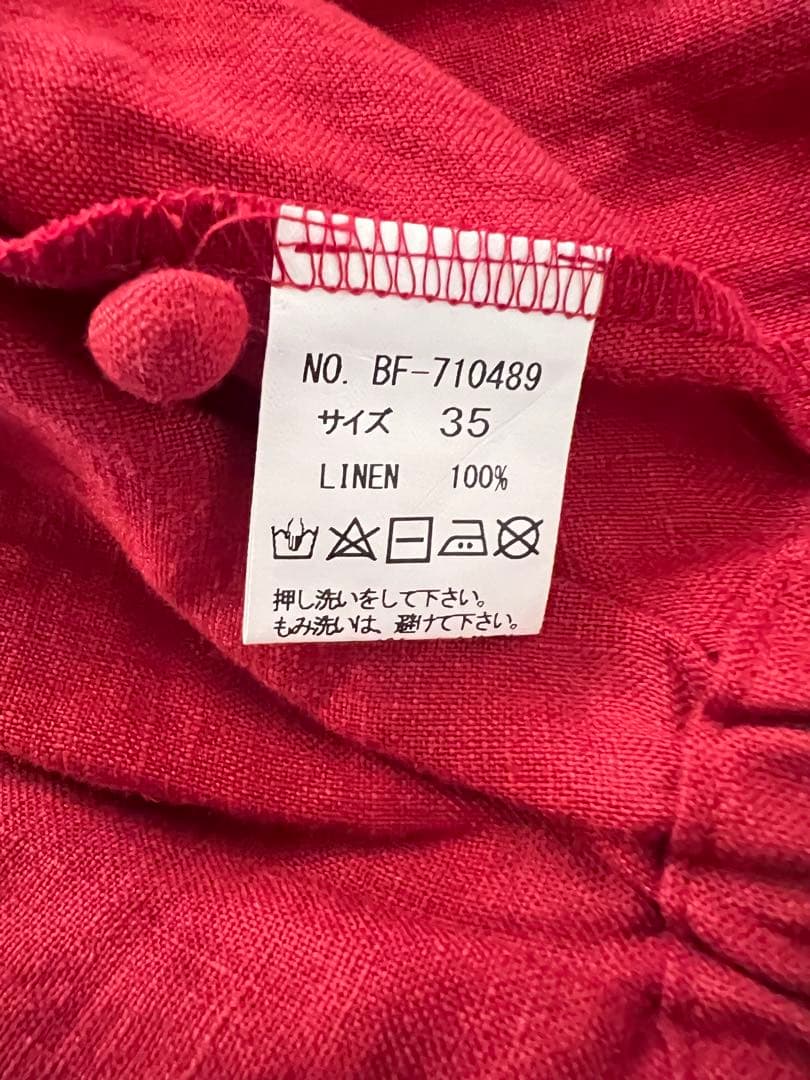 NO. BF-710489
サイズ 35
LINEN 100%
押し洗いをして下さい。
もみ洗いは、避けて下さい。